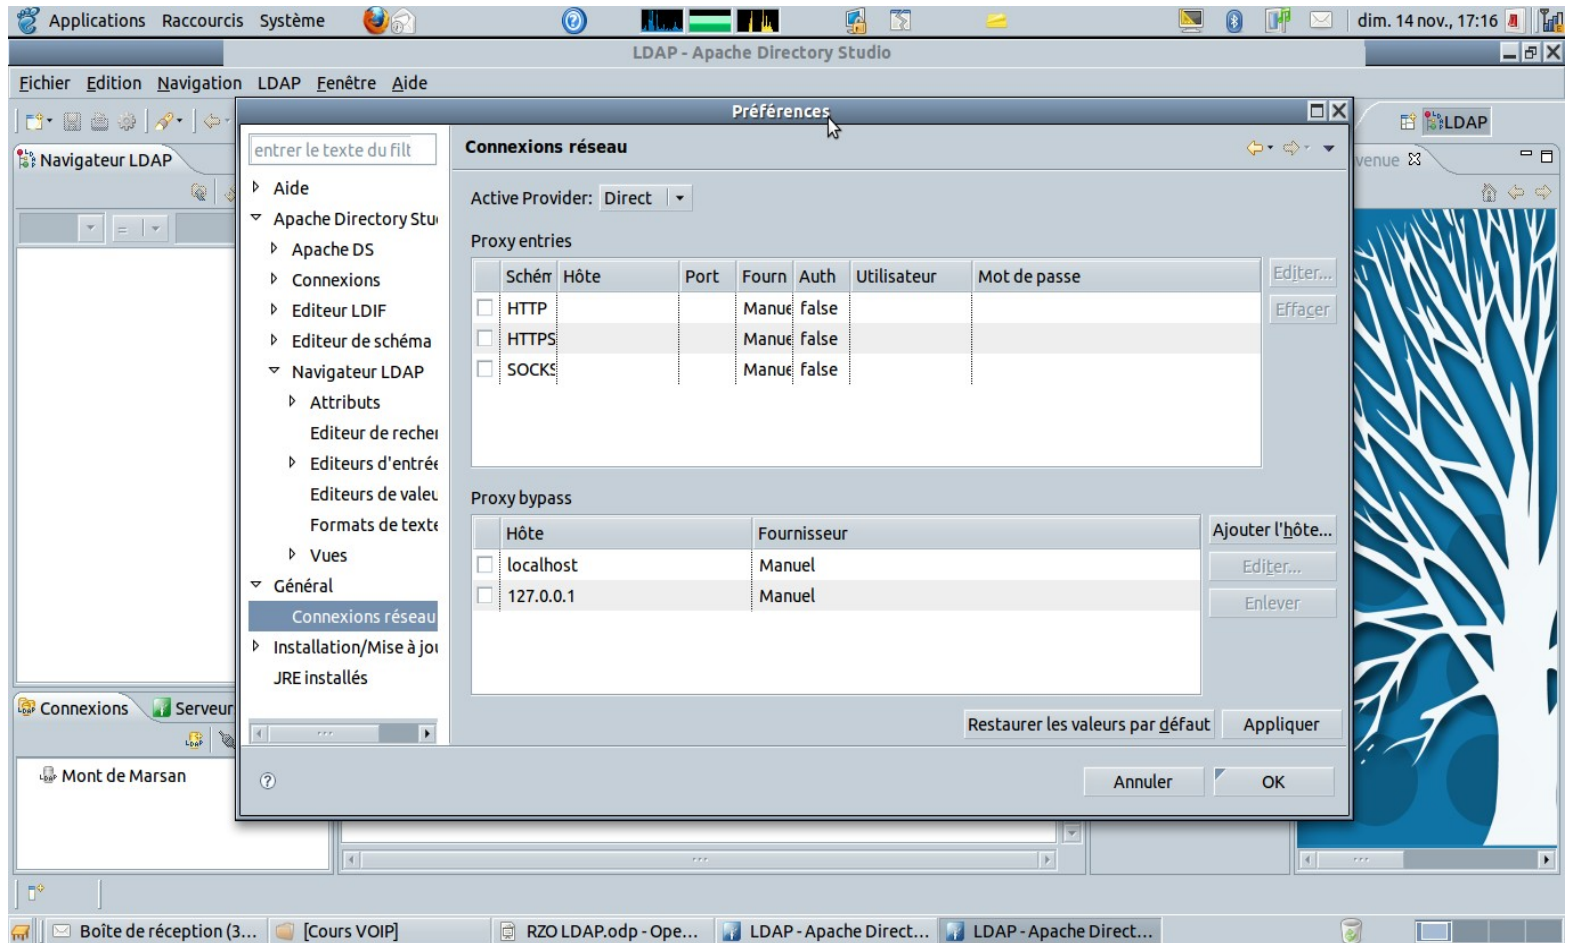 Applications Raccourcis Système dim. 14 nov., 17:16
LDAP - Apache Directory Studio
Fichier Edition Navigation LDAP Fenêtre Aide
Préférences
LDAP
Navigateur LDAP
venue
entrer le texte du filt
Connexions réseau
Aide
Apache Directory Stu
Apache DS
Connexions
Editeur LDIF
Editeur de schéma
Navigateur LDAP
Attributs
Editeur de recher
Editeurs d'entrée
Editeurs de valeu
Formats de texte
Vues
Général
Connexions réseau
Installation/Mise à jou
JRE installés
Active Provider: Direct
Proxy entries
Schém Hôte Port Fourn Auth Utilisateur Mot de passe
HTTP Manue false
HTTPS Manue false
SOCKS Manue false
Editer...
Effacer
Proxy bypass
Hôte Fournisseur
localhost Manuel
127.0.0.1 Manuel
Ajouter l'hôte...
Editer...
Enlever
Restaurer les valeurs par défaut Appliquer
Annuler OK
Connexions Serveur
Mont de Marsan
Boîte de réception (3... [Cours VOIP] RZO LDAP.odp - Ope... LDAP - Apache Direct... LDAP - Apache Direct...